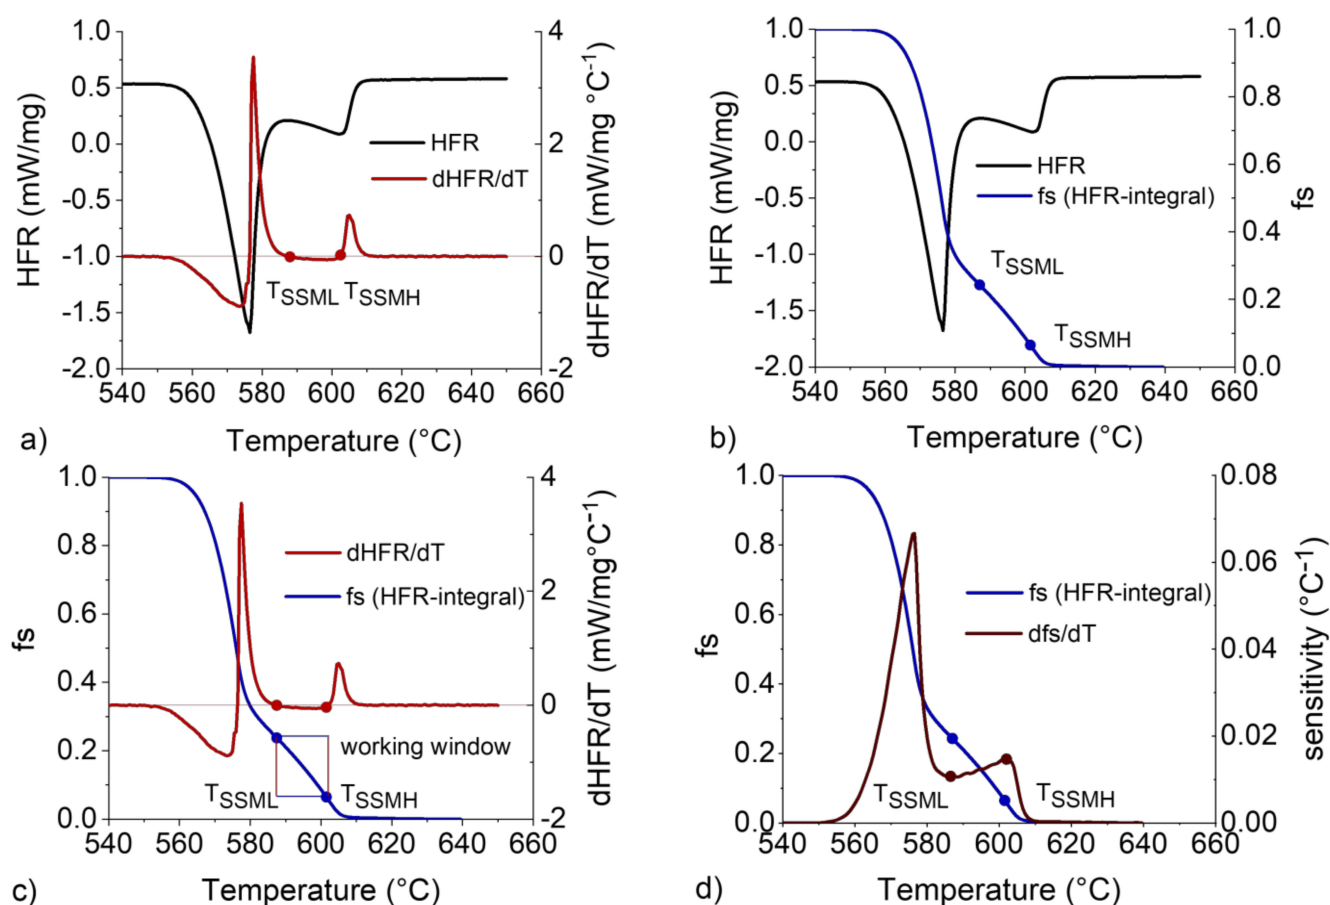 1.0
0.5
0.0
-0.5
-1.0
-1.5
-2.0
HFR (mW/mg)
4
2
0
-2
dHFR/dT (mW/mg °C⁻¹)
HFR
dHFR/dT
T_SSML T_SSMH
540 560 580 600 620 640 660
a) Temperature (°C)
1.0
0.5
0.0
-0.5
-1.0
-1.5
-2.0
HFR (mW/mg)
1.0
0.8
0.6
0.4
0.2
0.0
fs
HFR
fs (HFR-integral)
T_SSML
T_SSMH
540 560 580 600 620 640 660
b) Temperature (°C)
1.0
0.8
0.6
0.4
0.2
0.0
fs
4
2
0
-2
dHFR/dT (mW/mg°C⁻¹)
dHFR/dT
fs (HFR-integral)
working window
T_SSML T_SSMH
540 560 580 600 620 640 660
c) Temperature (°C)
1.0
0.8
0.6
0.4
0.2
0.0
fs
0.08
0.06
0.04
0.02
0.00
sensitivity (°C⁻¹)
fs (HFR-integral)
dfs/dT
T_SSML T_SSMH
540 560 580 600 620 640 660
d) Temperature (°C)